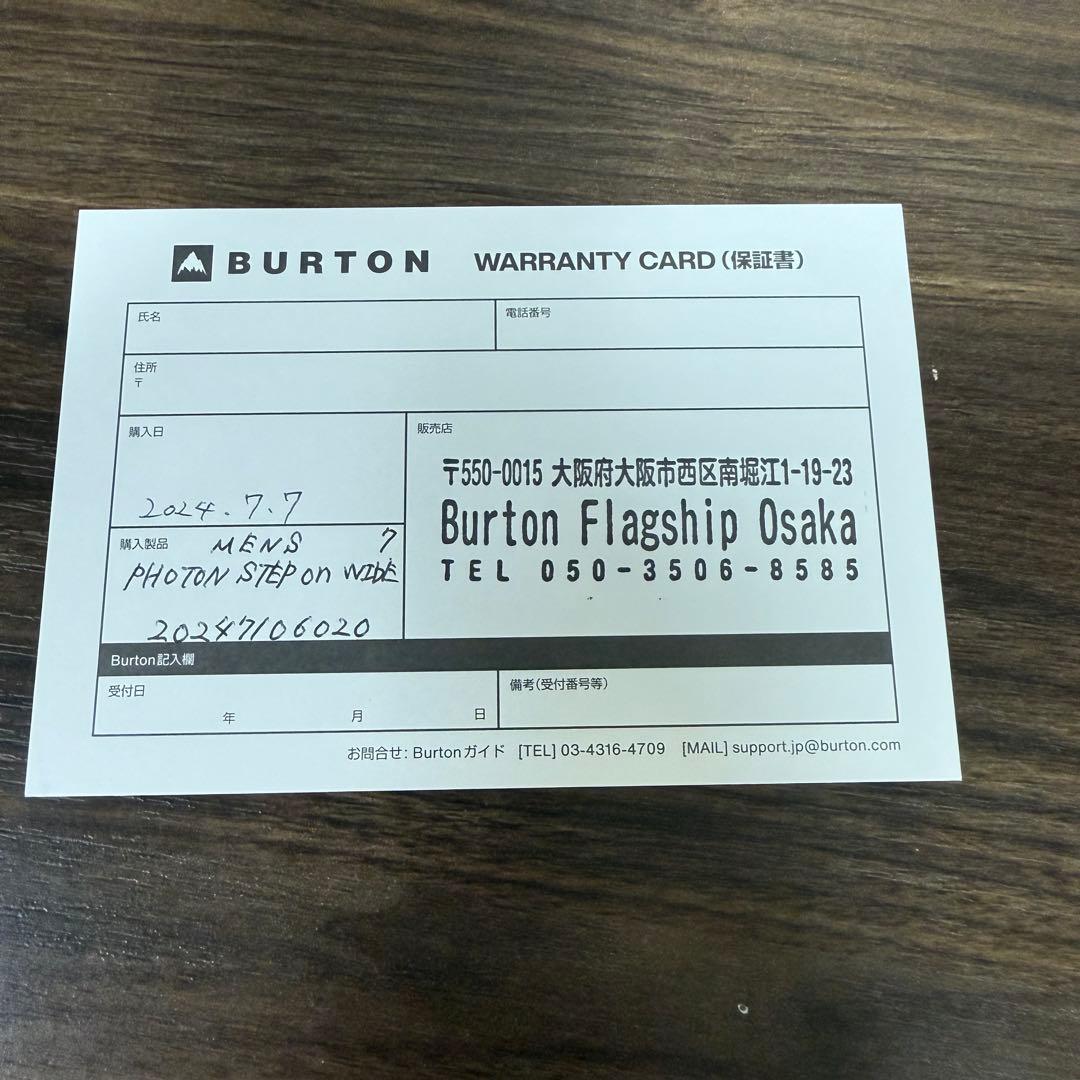 BURTON WARRANTY CARD(保証書)
氏名 電話番号
住所
〒
購入日
2024.7.7
販売店
〒550-0015 大阪府大阪市西区南堀江1-19-23
Burton Flagship Osaka
TEL 050-3506-8585
購入製品 MENS 7
PHOTON STEP on WIDE
20247106020
Burton記入欄
受付日
年 月 日
備考(受付番号等)
お問合せ: Burtonガイド [TEL] 03-4316-4709 [MAIL] support.jp@burton.com